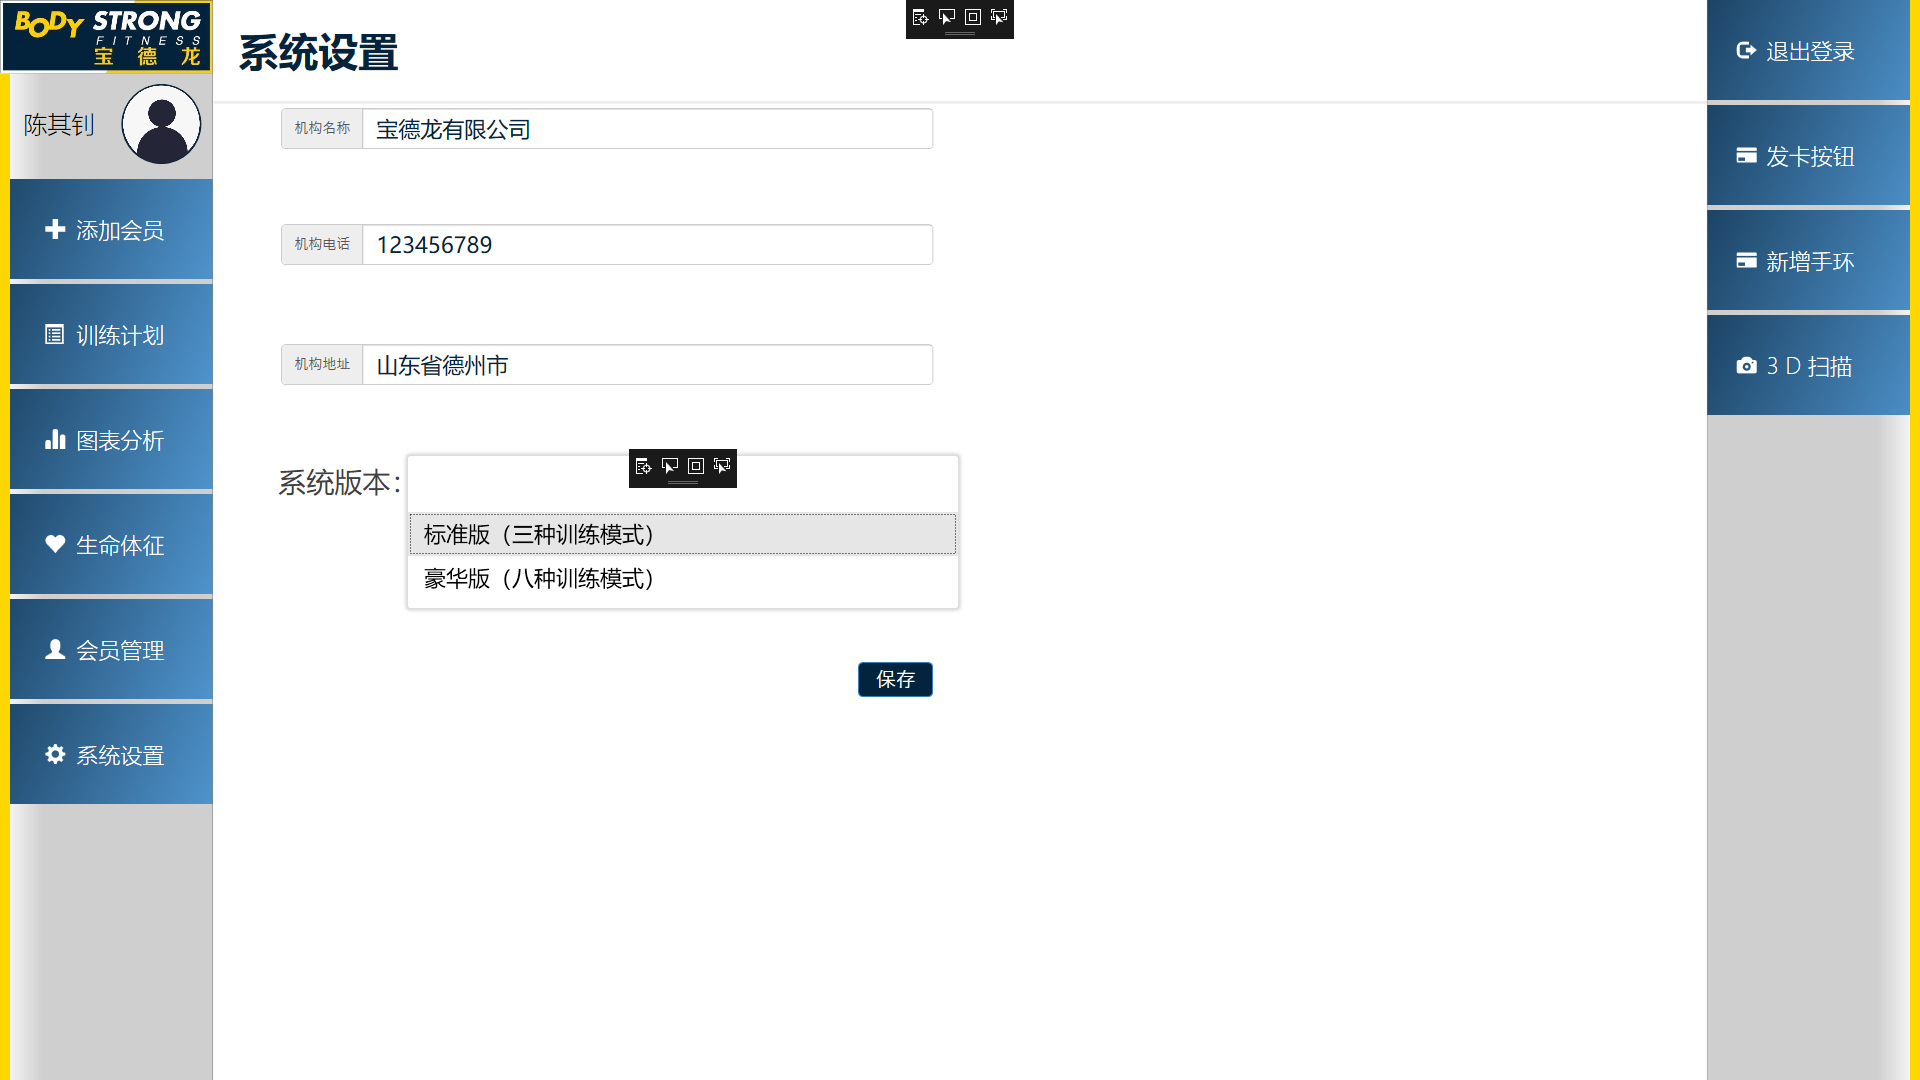 BODY STRONG
FITNESS
宝德龙
陈其钊
添加会员
训练计划
图表分析
生命体征
会员管理
系统设置
系统设置
机构名称 宝德龙有限公司
机构电话 123456789
机构地址 山东省德州市
系统版本：
标准版（三种训练模式）
豪华版（八种训练模式）
保存
退出登录
发卡按钮
新增手环
3 D 扫描